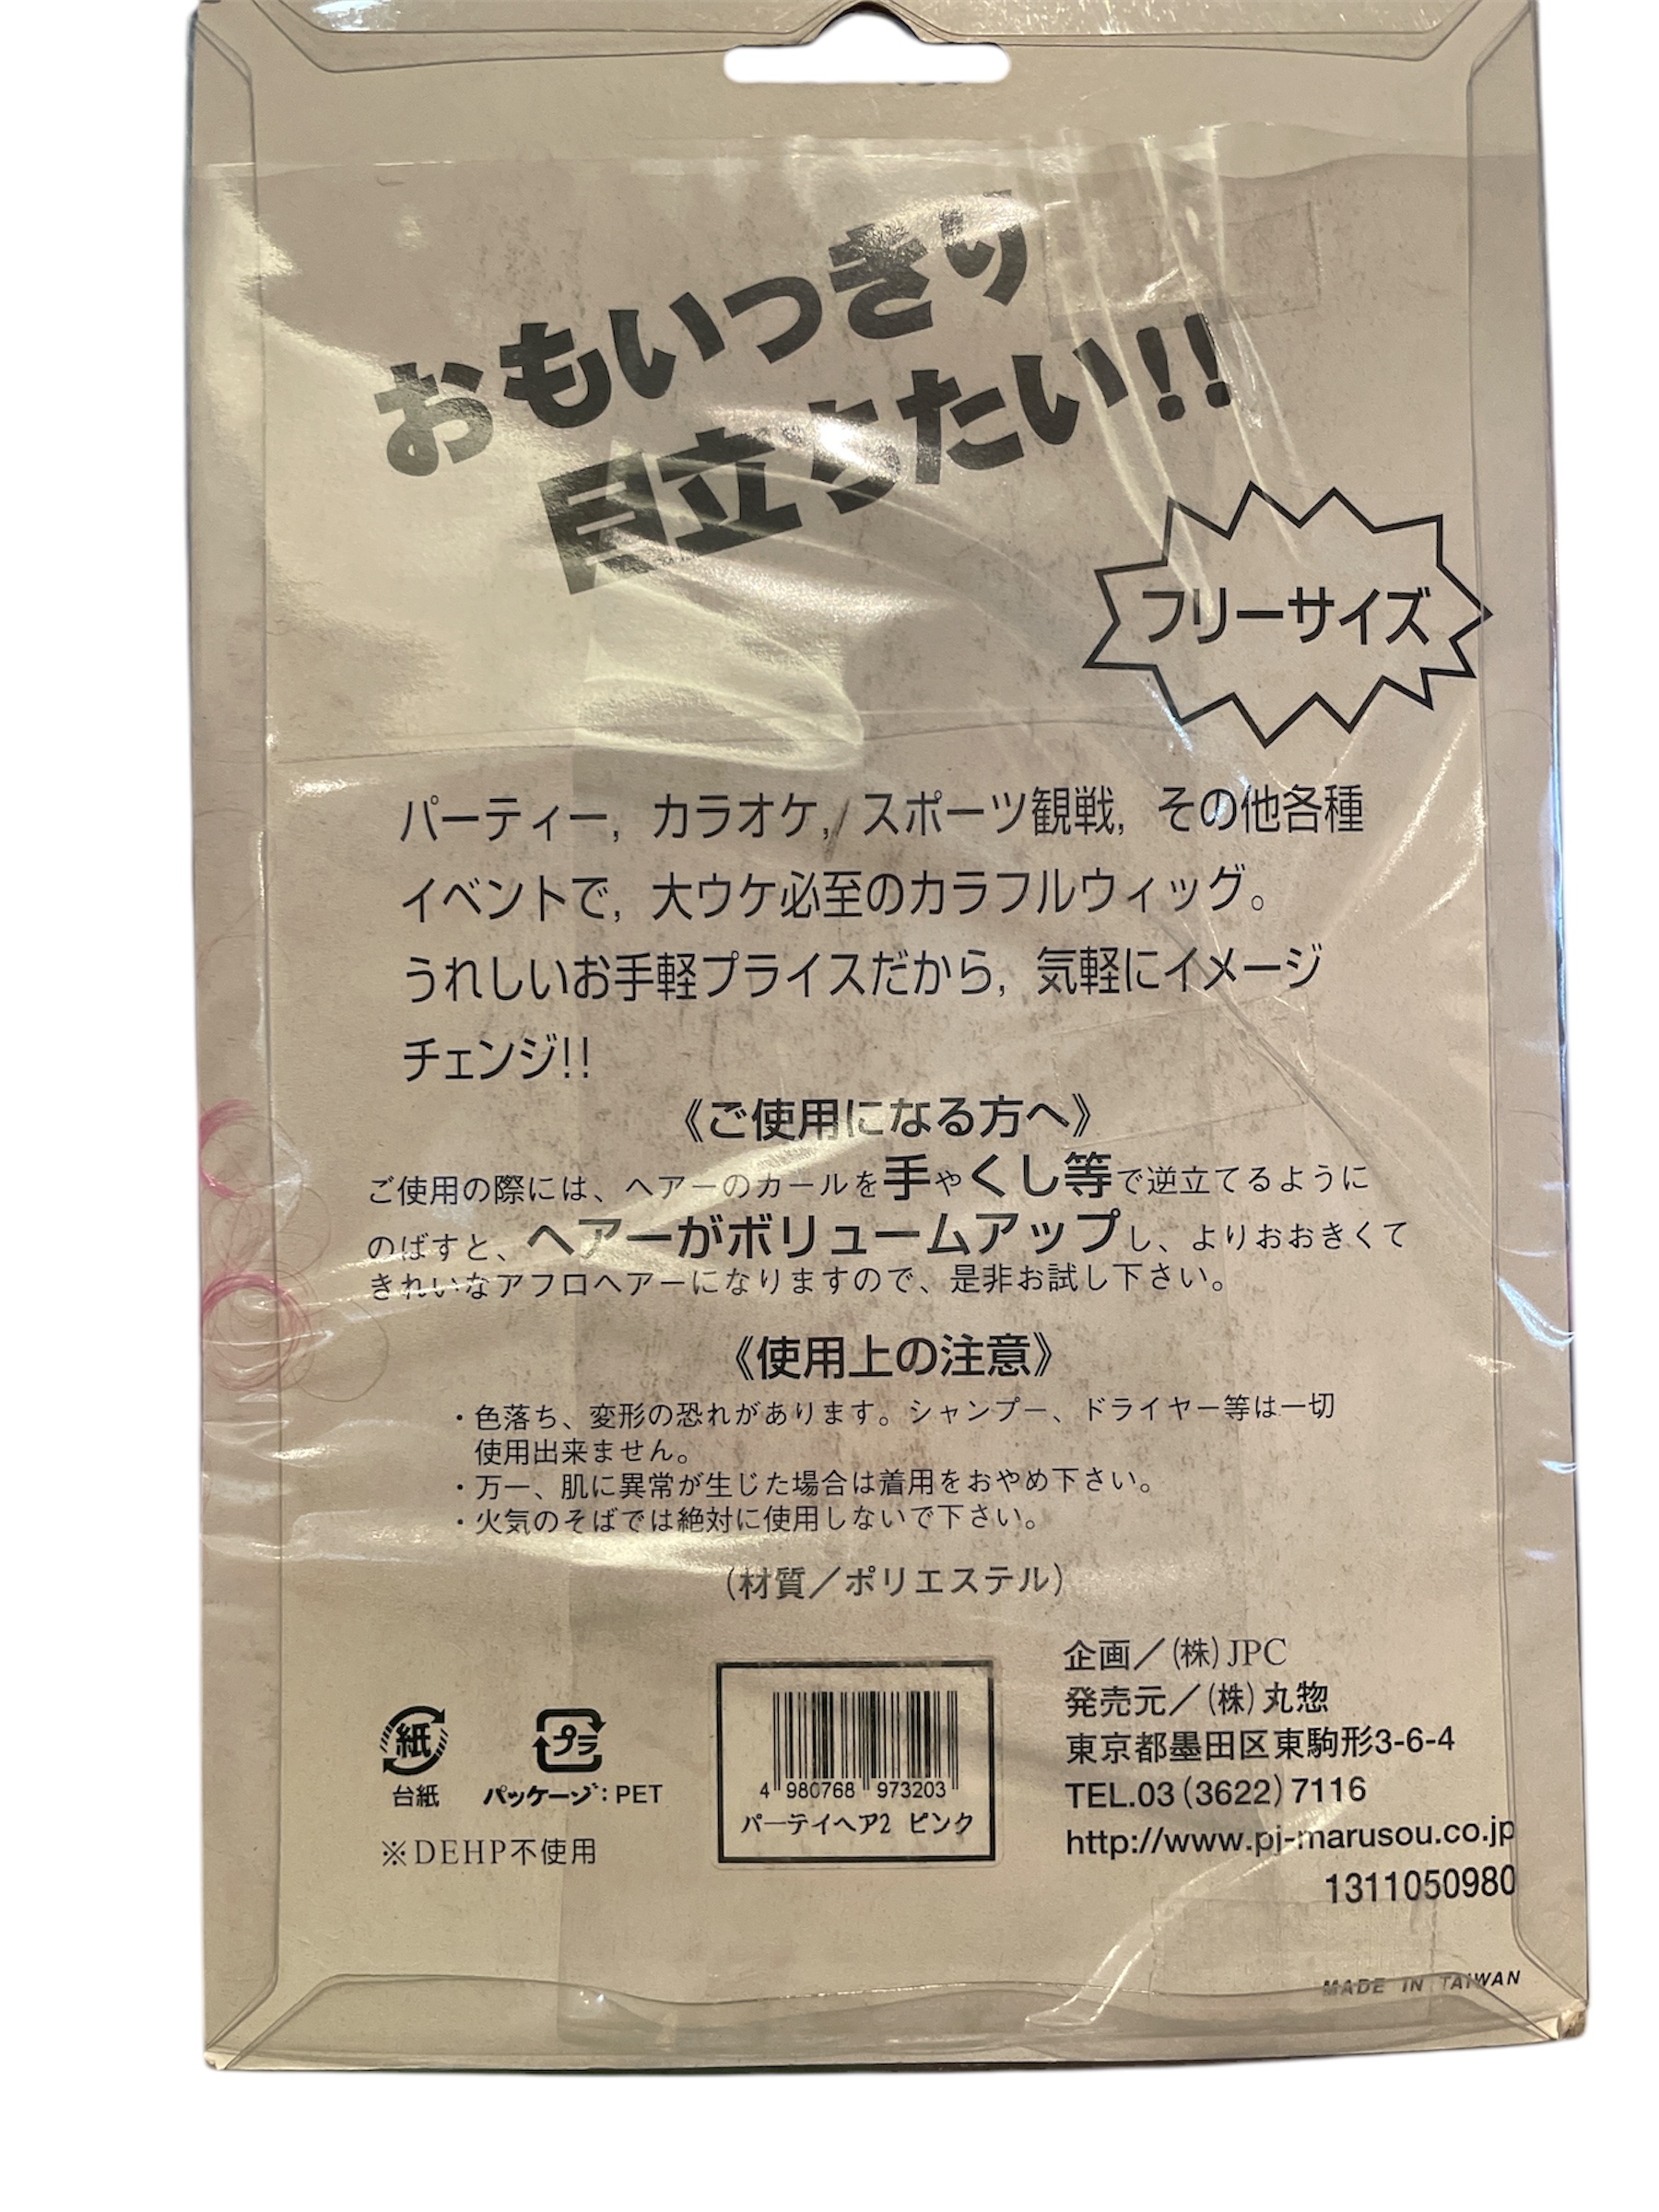 おもいっきり
目立ちたい!!
フリーサイズ
パーティー, カラオケ, スポーツ観戦, その他各種
イベントで, 大ウケ必至のカラフルウィッグ。
うれしいお手軽プライスだから, 気軽にイメージ
チェンジ!!
《ご使用になる方へ》
ご使用の際には、ヘアーのカールを手やくし等で逆立てるように
のばすと、ヘアーがボリュームアップし、よりおおきくて
きれいなアフロヘアーになりますので、是非お試し下さい。
《使用上の注意》
・色落ち、変形の恐れがあります。シャンプー、ドライヤー等は一切
使用出来ません。
・万一、肌に異常が生じた場合は着用をおやめ下さい。
・火気のそばでは絶対に使用しないで下さい。
(材質／ポリエステル)
企画／(株)JPC
発売元／(株)丸惣
東京都墨田区東駒形3-6-4
TEL.03(3622)7116
http://www.pj-marusou.co.jp
1311050980
紙
台紙
プラ
パッケージ：PET
※DEHP不使用
4 980768 973203
パーテイヘア2 ピンク
MADE IN TAIWAN